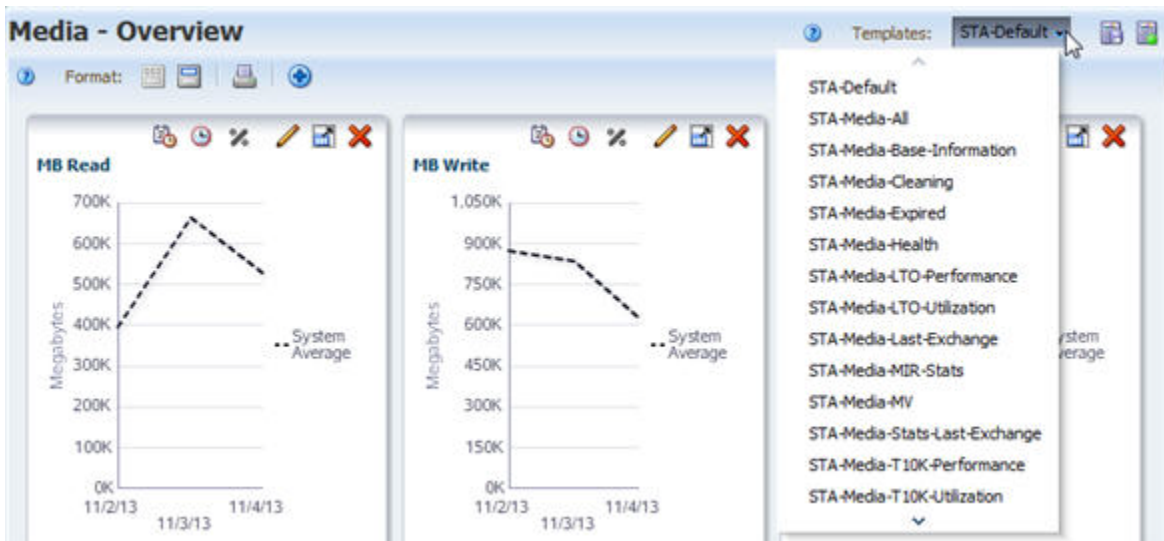 Media - Overview
Templates: STA-Default
Format:
MB Read
700K
600K
500K
400K
300K
200K
100K
0K
Megabytes
11/2/13
11/3/13
11/4/13
System
Average
MB Write
1,050K
900K
750K
600K
450K
300K
150K
0K
Megabytes
11/2/13
11/3/13
11/4/13
System
Average
STA-Default
STA-Media-All
STA-Media-Base-Information
STA-Media-Cleaning
STA-Media-Expired
STA-Media-Health
STA-Media-LTO-Performance
STA-Media-LTO-Utilization
STA-Media-Last-Exchange
STA-Media-MIR-Stats
STA-Media-MV
STA-Media-Stats-Last-Exchange
STA-Media-T10K-Performance
STA-Media-T10K-Utilization
ystem
verage